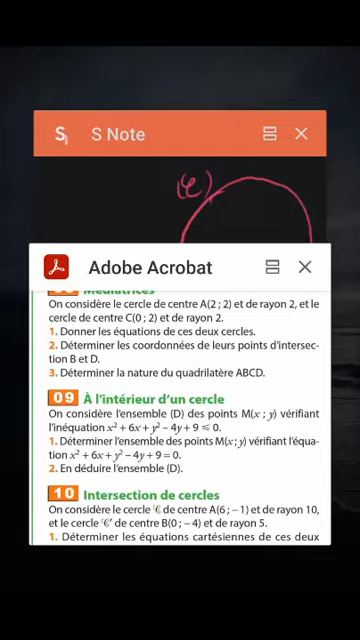 S Note
(𝒞)
Adobe Acrobat
Médiatrices
On considère le cercle de centre A(2 ; 2) et de rayon 2, et le
cercle de centre C(0 ; 2) et de rayon 2.
1. Donner les équations de ces deux cercles.
2. Déterminer les coordonnées de leurs points d'intersec-
tion B et D.
3. Déterminer la nature du quadrilatère ABCD.
09 À l'intérieur d'un cercle
On considère l'ensemble (D) des points M(x ; y) vérifiant
l'inéquation x² + 6x + y² – 4y + 9 ⩽ 0.
1. Déterminer l'ensemble des points M(x ; y) vérifiant l'équa-
tion x² + 6x + y² – 4y + 9 = 0.
2. En déduire l'ensemble (D).
10 Intersection de cercles
On considère le cercle 𝒞 de centre A(6 ; –1) et de rayon 10,
et le cercle 𝒞' de centre B(0 ; –4) et de rayon 5.
1. Déterminer les équations cartésiennes de ces deux